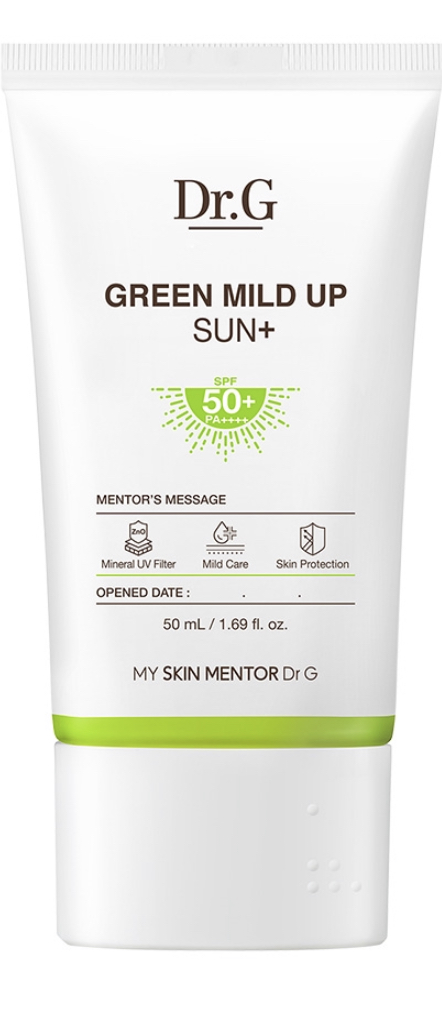 Dr.G
GREEN MILD UP
SUN+
SPF
50+
PA++++
MENTOR'S MESSAGE
ZnO
Mineral UV Filter Mild Care Skin Protection
OPENED DATE : . .
50 mL / 1.69 fl. oz.
MY SKIN MENTOR Dr G